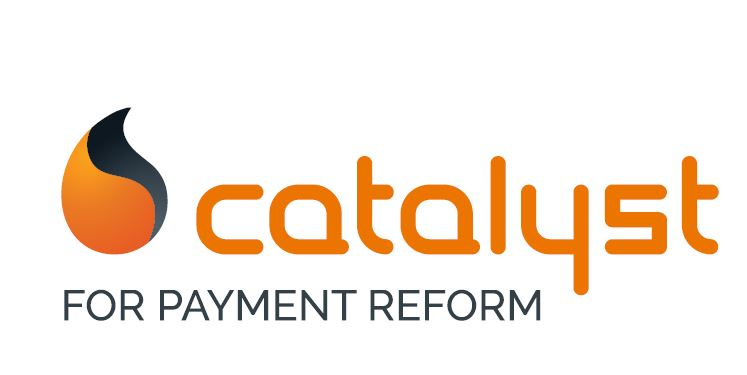 catalyst
FOR PAYMENT REFORM